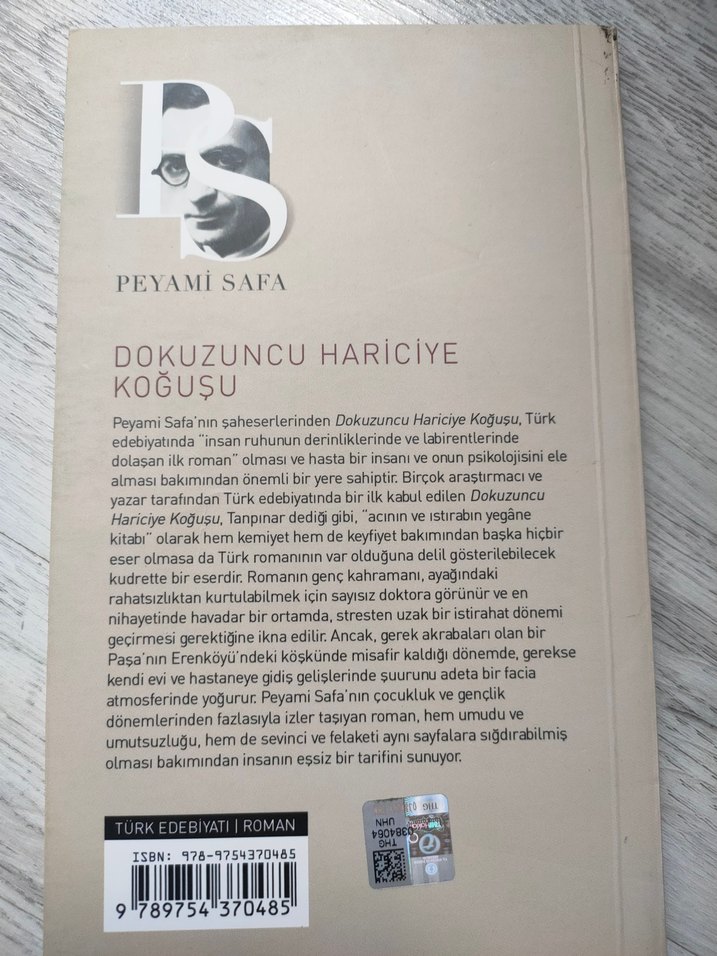 PS
PEYAMİ SAFA
DOKUZUNCU HARİCİYE
KOĞUŞU
Peyami Safa'nın şaheserlerinden Dokuzuncu Hariciye Koğuşu, Türk
edebiyatında "insan ruhunun derinliklerinde ve labirentlerinde
dolaşan ilk roman" olması ve hasta bir insanı ve onun psikolojisini ele
alması bakımından önemli bir yere sahiptir. Birçok araştırmacı ve
yazar tarafından Türk edebiyatında bir ilk kabul edilen Dokuzuncu
Hariciye Koğuşu, Tanpınar dediği gibi, "acının ve ıstırabın yegâne
kitabı" olarak hem kemiyet hem de keyfiyet bakımından başka hiçbir
eser olmasa da Türk romanının var olduğuna delil gösterilebilecek
kudrette bir eserdir. Romanın genç kahramanı, ayağındaki
rahatsızlıktan kurtulabilmek için sayısız doktora görünür ve en
nihayetinde havadar bir ortamda, stresten uzak bir istirahat dönemi
geçirmesi gerektiğine ikna edilir. Ancak, gerek akrabaları olan bir
Paşa'nın Erenköyü'ndeki köşkünde misafir kaldığı dönemde, gerekse
kendi evi ve hastaneye gidiş gelişlerinde şuurunu adeta bir facia
atmosferinde yoğurur. Peyami Safa'nın çocukluk ve gençlik
dönemlerinden fazlasıyla izler taşıyan roman, hem umudu ve
umutsuzluğu, hem de sevinci ve felaketi aynı sayfalara sığdırabilmiş
olması bakımından insanın eşsiz bir tarifini sunuyor.
TÜRK EDEBİYATI | ROMAN
ISBN: 978-9754370485
9 789754 370485
THG
UHN
0384064
THG